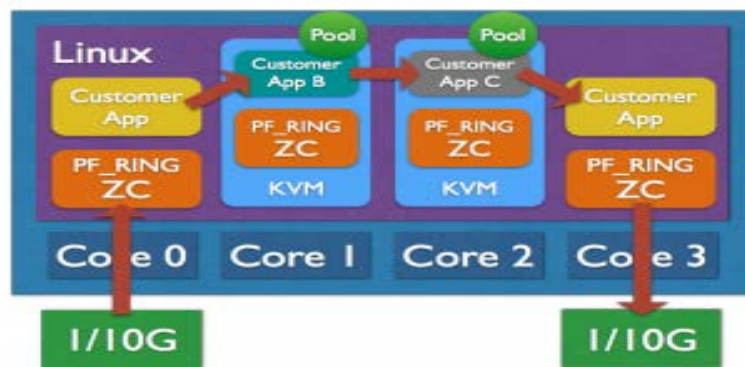 Linux
Pool
Pool
Customer
App
Customer
App B
Customer
App C
Customer
App
PF_RING
ZC
PF_RING
ZC
PF_RING
ZC
PF_RING
ZC
KVM
KVM
Core 0
Core 1
Core 2
Core 3
1/10G
1/10G